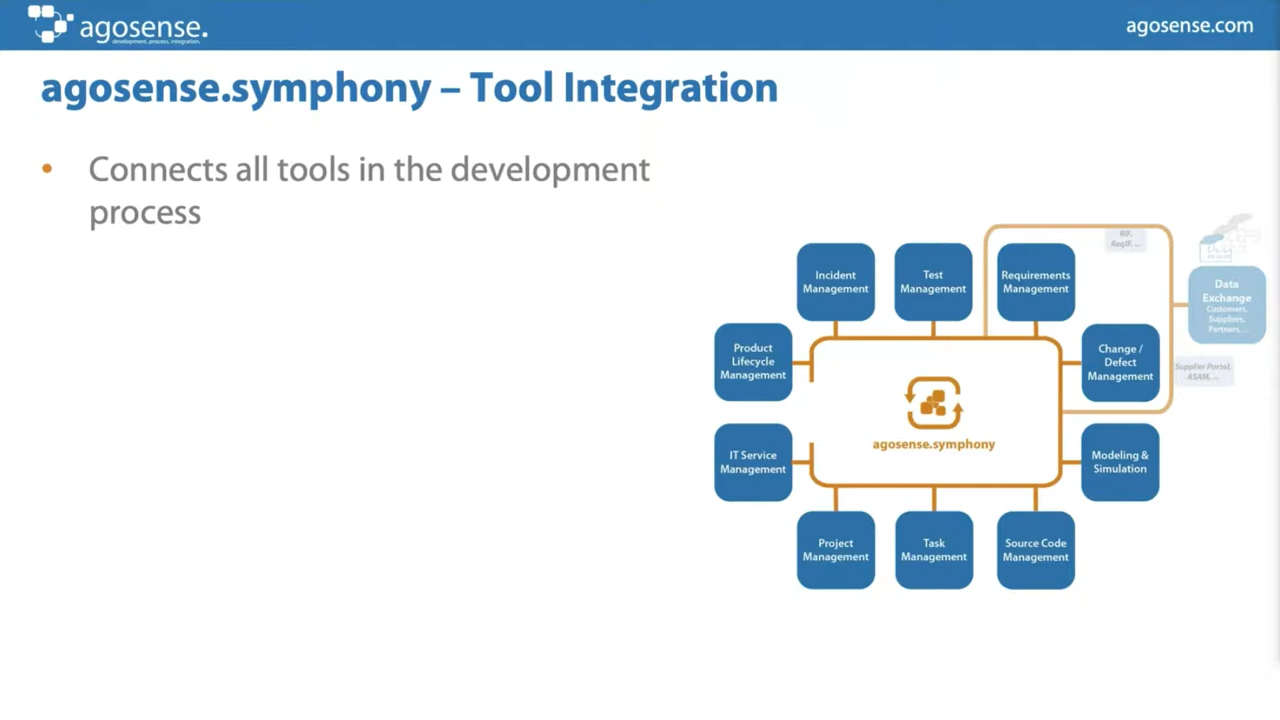 agosense.
development. process. integration.
agosense.com
agosense.symphony – Tool Integration
• Connects all tools in the development
process
RIF,
ReqIF, ...
Incident
Management
Test
Management
Requirements
Management
Data
Exchange
Customers,
Suppliers,
Partners, ...
Product
Lifecycle
Management
Change /
Defect
Management
Supplier Portal,
ASAM, ...
agosense.symphony
IT Service
Management
Modeling &
Simulation
Project
Management
Task
Management
Source Code
Management